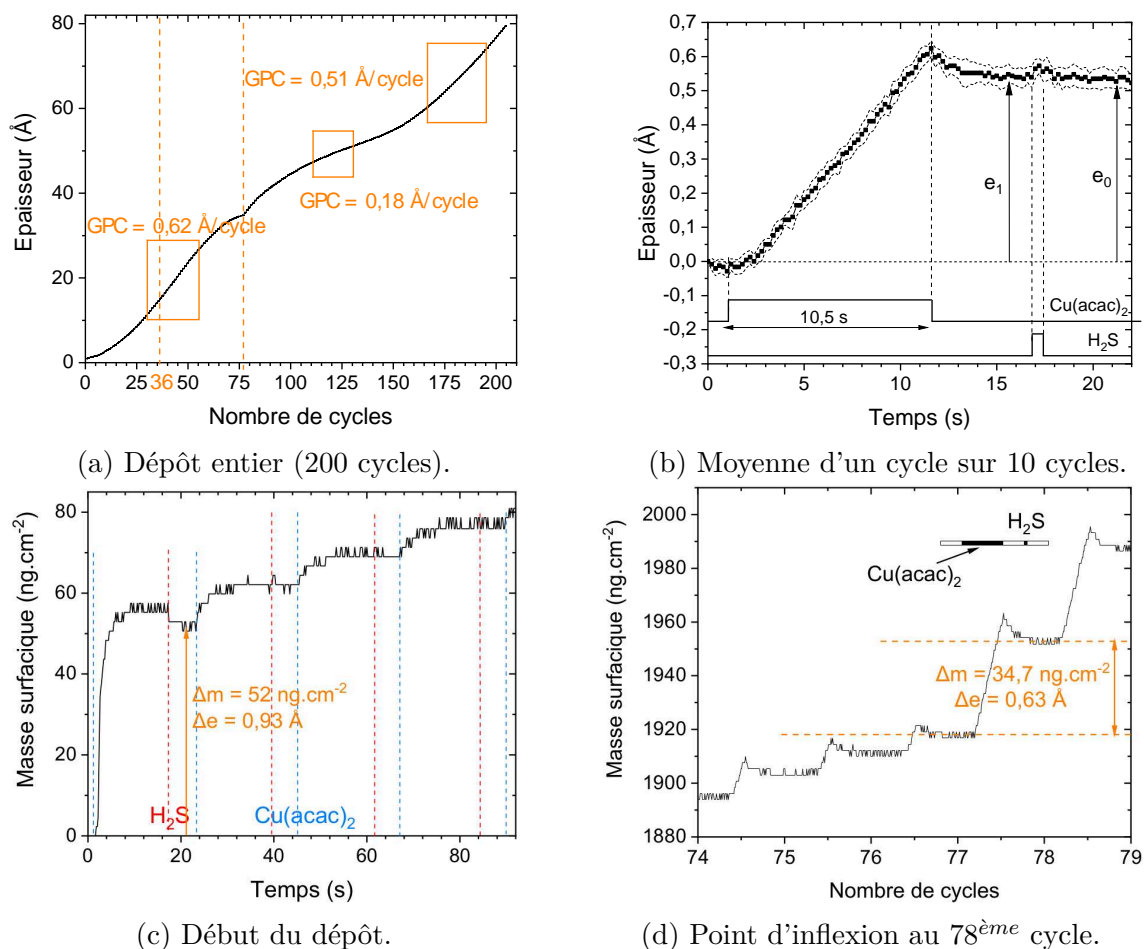 80
60
40
20
0
Epaisseur (Å)
GPC = 0,62 Å/cycle
GPC = 0,51 Å/cycle
GPC = 0,18 Å/cycle
0 25 36 50 75 100 125 150 175 200
Nombre de cycles
(a) Dépôt entier (200 cycles).
0,7
0,6
0,5
0,4
0,3
0,2
0,1
0,0
-0,1
-0,2
-0,3
Epaisseur (Å)
e1
e0
Cu(acac)2
10,5 s
H2S
0 5 10 15 20
Temps (s)
(b) Moyenne d'un cycle sur 10 cycles.
80
60
40
20
0
Masse surfacique (ng.cm-2)
Δm = 52 ng.cm-2
Δe = 0,93 Å
H2S Cu(acac)2
0 20 40 60 80
Temps (s)
(c) Début du dépôt.
2000
1980
1960
1940
1920
1900
1880
Masse surfacique (ng.cm-2)
H2S
Cu(acac)2
Δm = 34,7 ng.cm-2
Δe = 0,63 Å
74 75 76 77 78 79
Nombre de cycles
(d) Point d'inflexion au 78ème cycle.